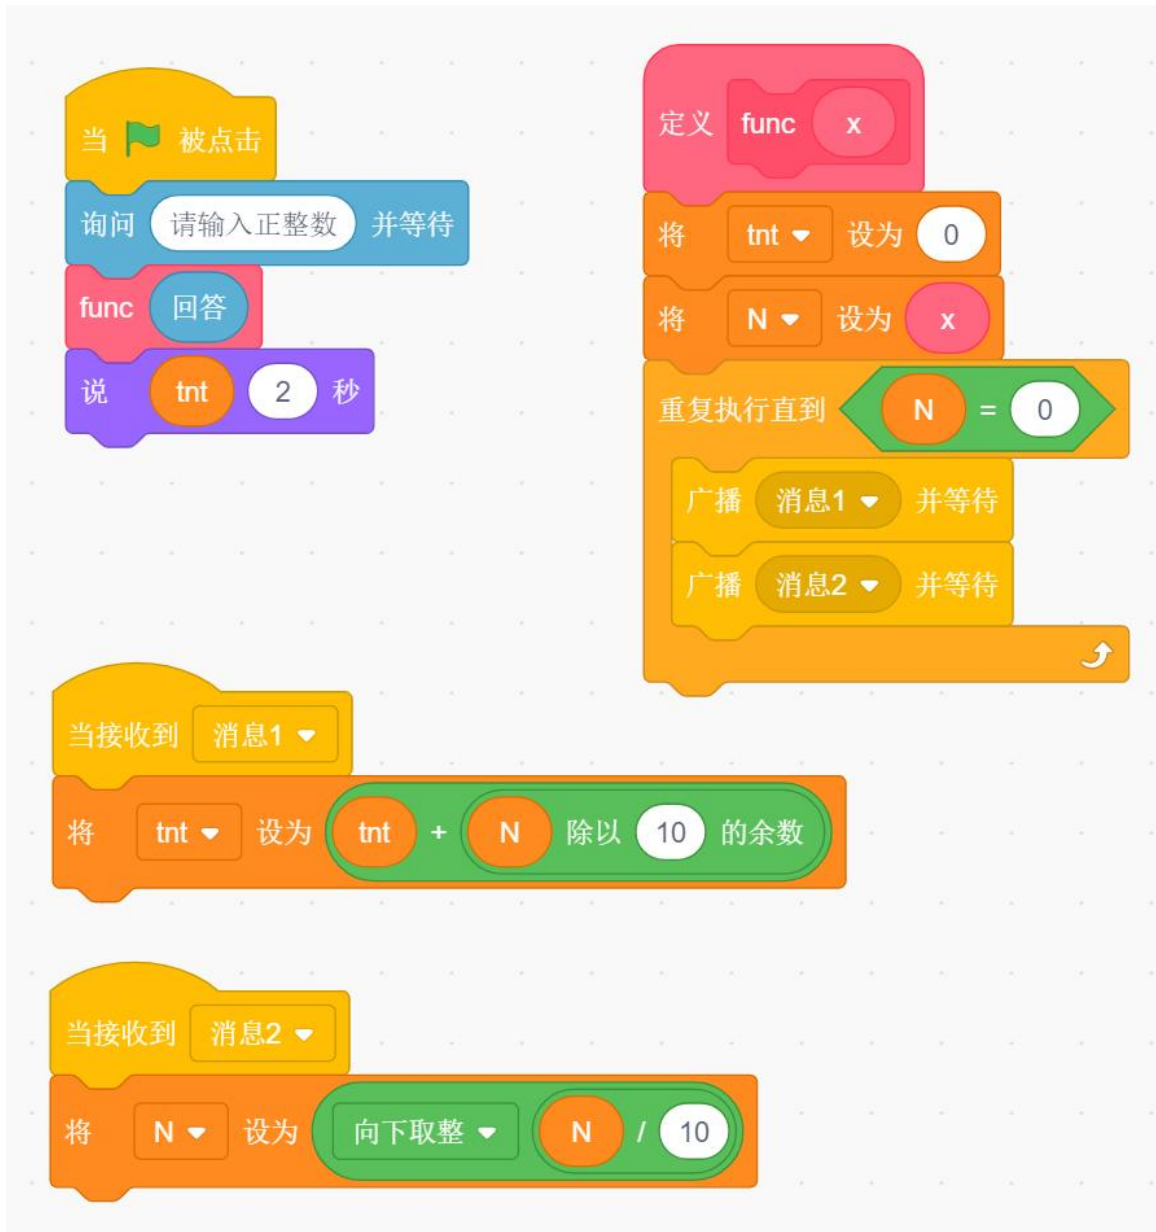 当 被点击
询问 请输入正整数 并等待
func 回答
说 tnt 2 秒
定义 func x
将 tnt 设为 0
将 N 设为 x
重复执行直到 N = 0
广播 消息1 并等待
广播 消息2 并等待
当接收到 消息1
将 tnt 设为 tnt + N 除以 10 的余数
当接收到 消息2
将 N 设为 向下取整 N / 10